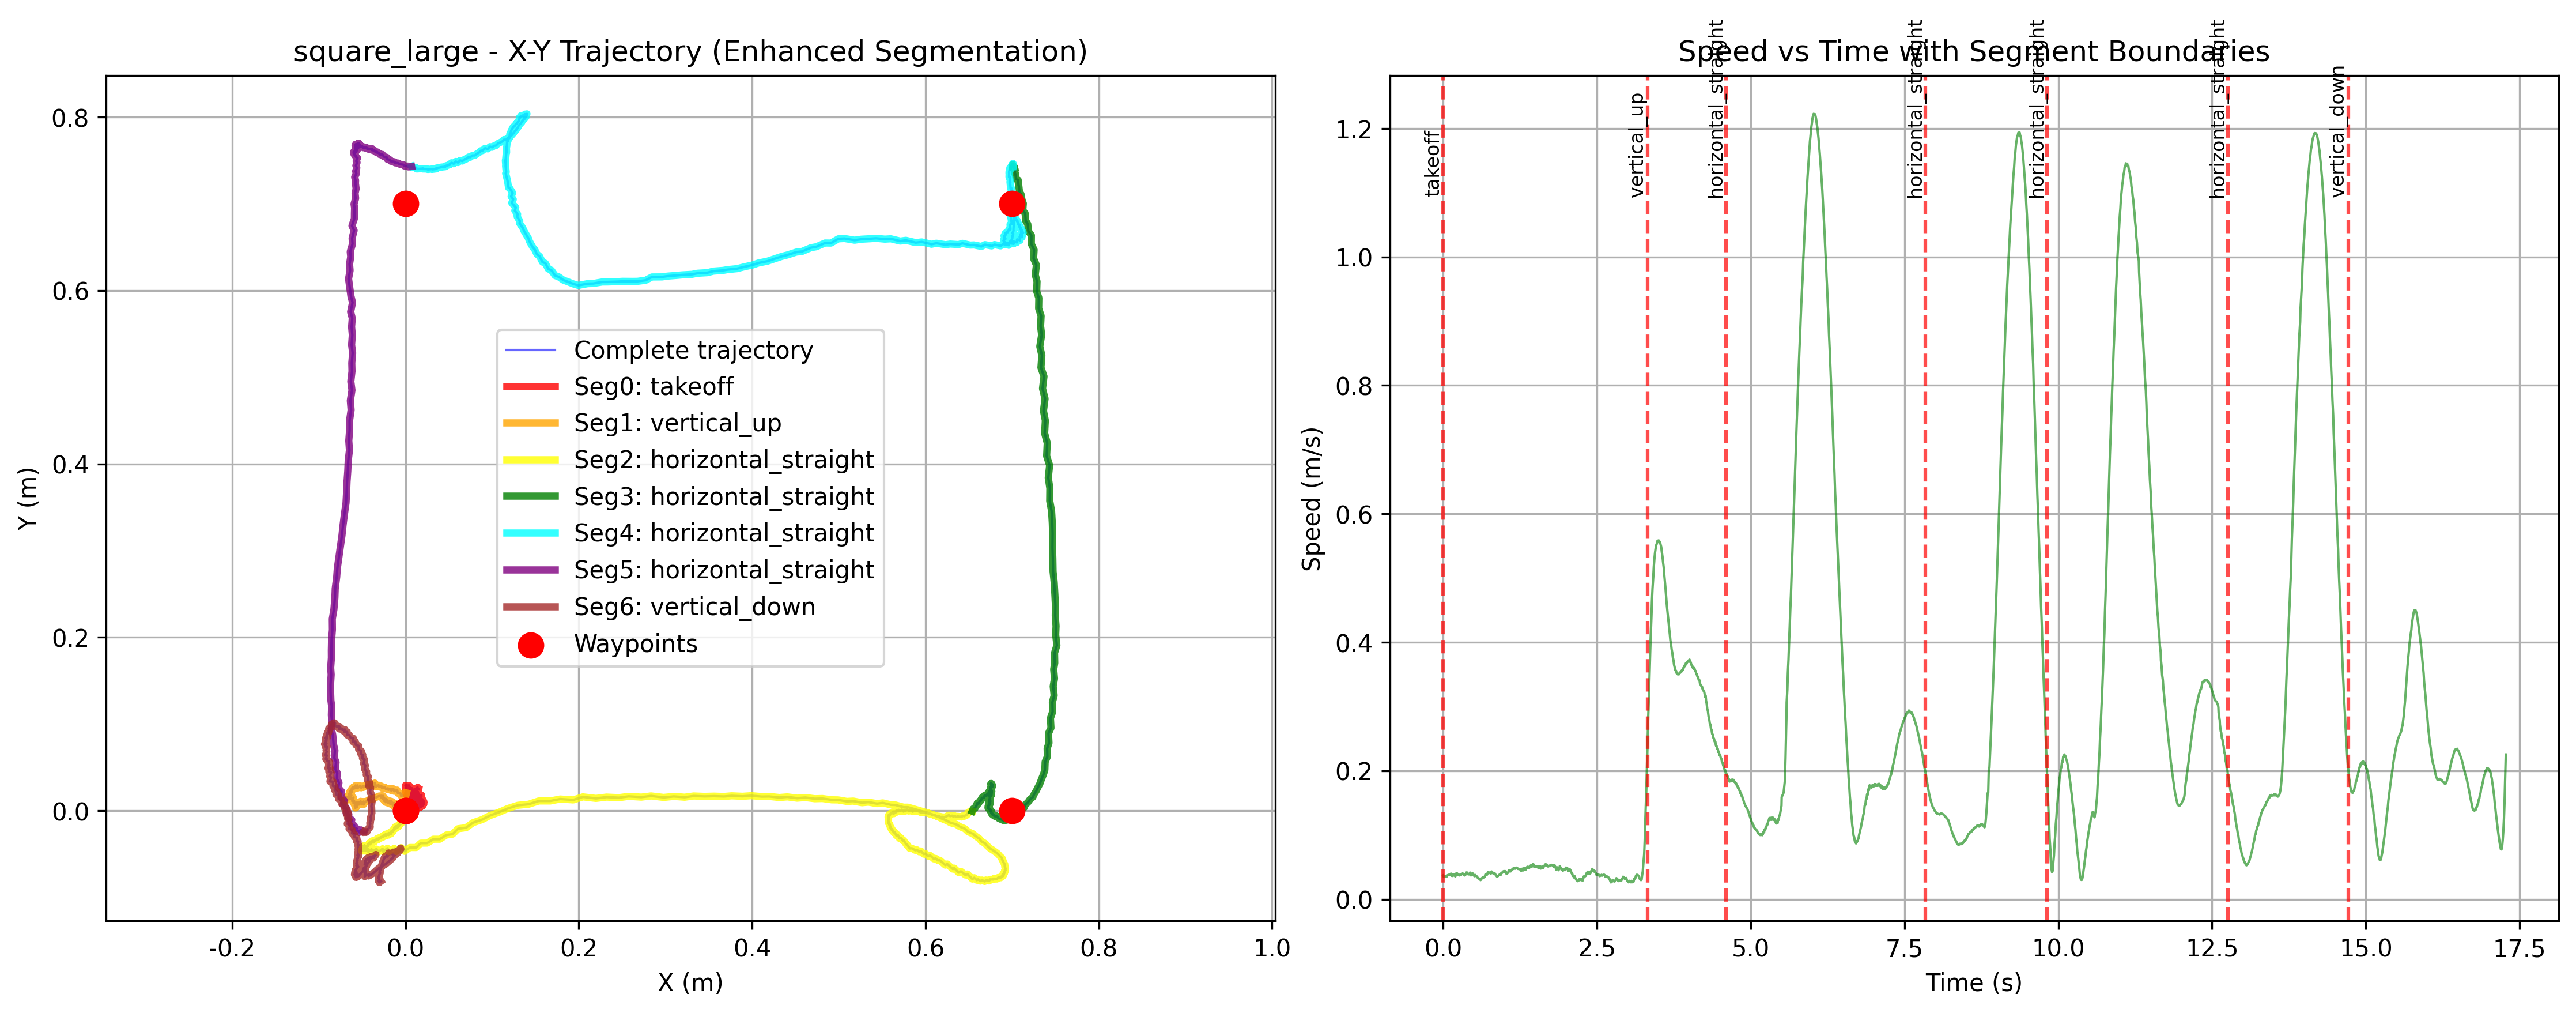 square_large - X-Y Trajectory (Enhanced Segmentation)
Y (m)
0.8
0.6
0.4
0.2
0.0
-0.2
0.0
0.2
0.4
0.6
0.8
1.0
X (m)
Complete trajectory
Seg0: takeoff
Seg1: vertical_up
Seg2: horizontal_straight
Seg3: horizontal_straight
Seg4: horizontal_straight
Seg5: horizontal_straight
Seg6: vertical_down
Waypoints
Speed vs Time with Segment Boundaries
Speed (m/s)
1.2
1.0
0.8
0.6
0.4
0.2
0.0
takeoff
vertical_up
horizontal_straight
horizontal_straight
horizontal_straight
horizontal_straight
vertical_down
0.0
2.5
5.0
7.5
10.0
12.5
15.0
17.5
Time (s)